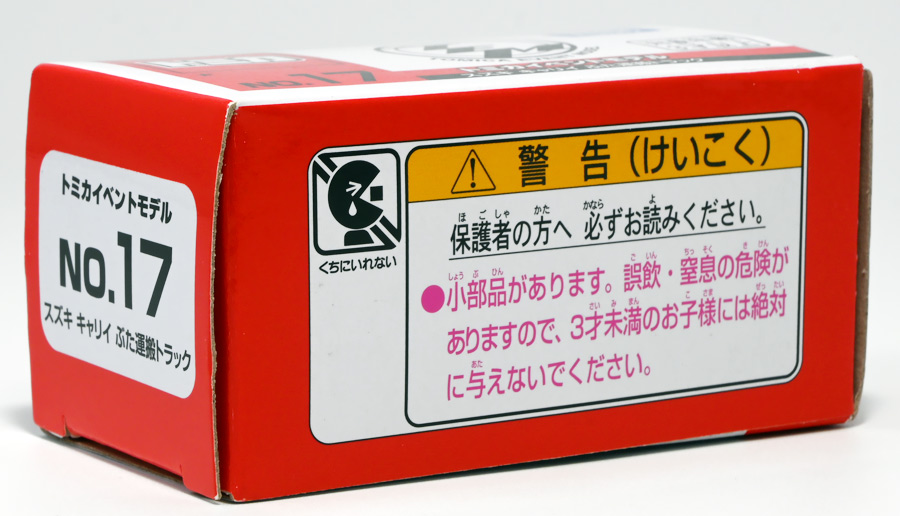 NO.17
トミカイベントモデル
NO.17
スズキ キャリイ ぶた運搬トラック
くちにいれない
警告(けいこく)
保護者の方へ 必ずお読みください。
●小部品があります。誤飲・窒息の危険が
ありますので、3才未満のお子様には絶対
に与えないでください。